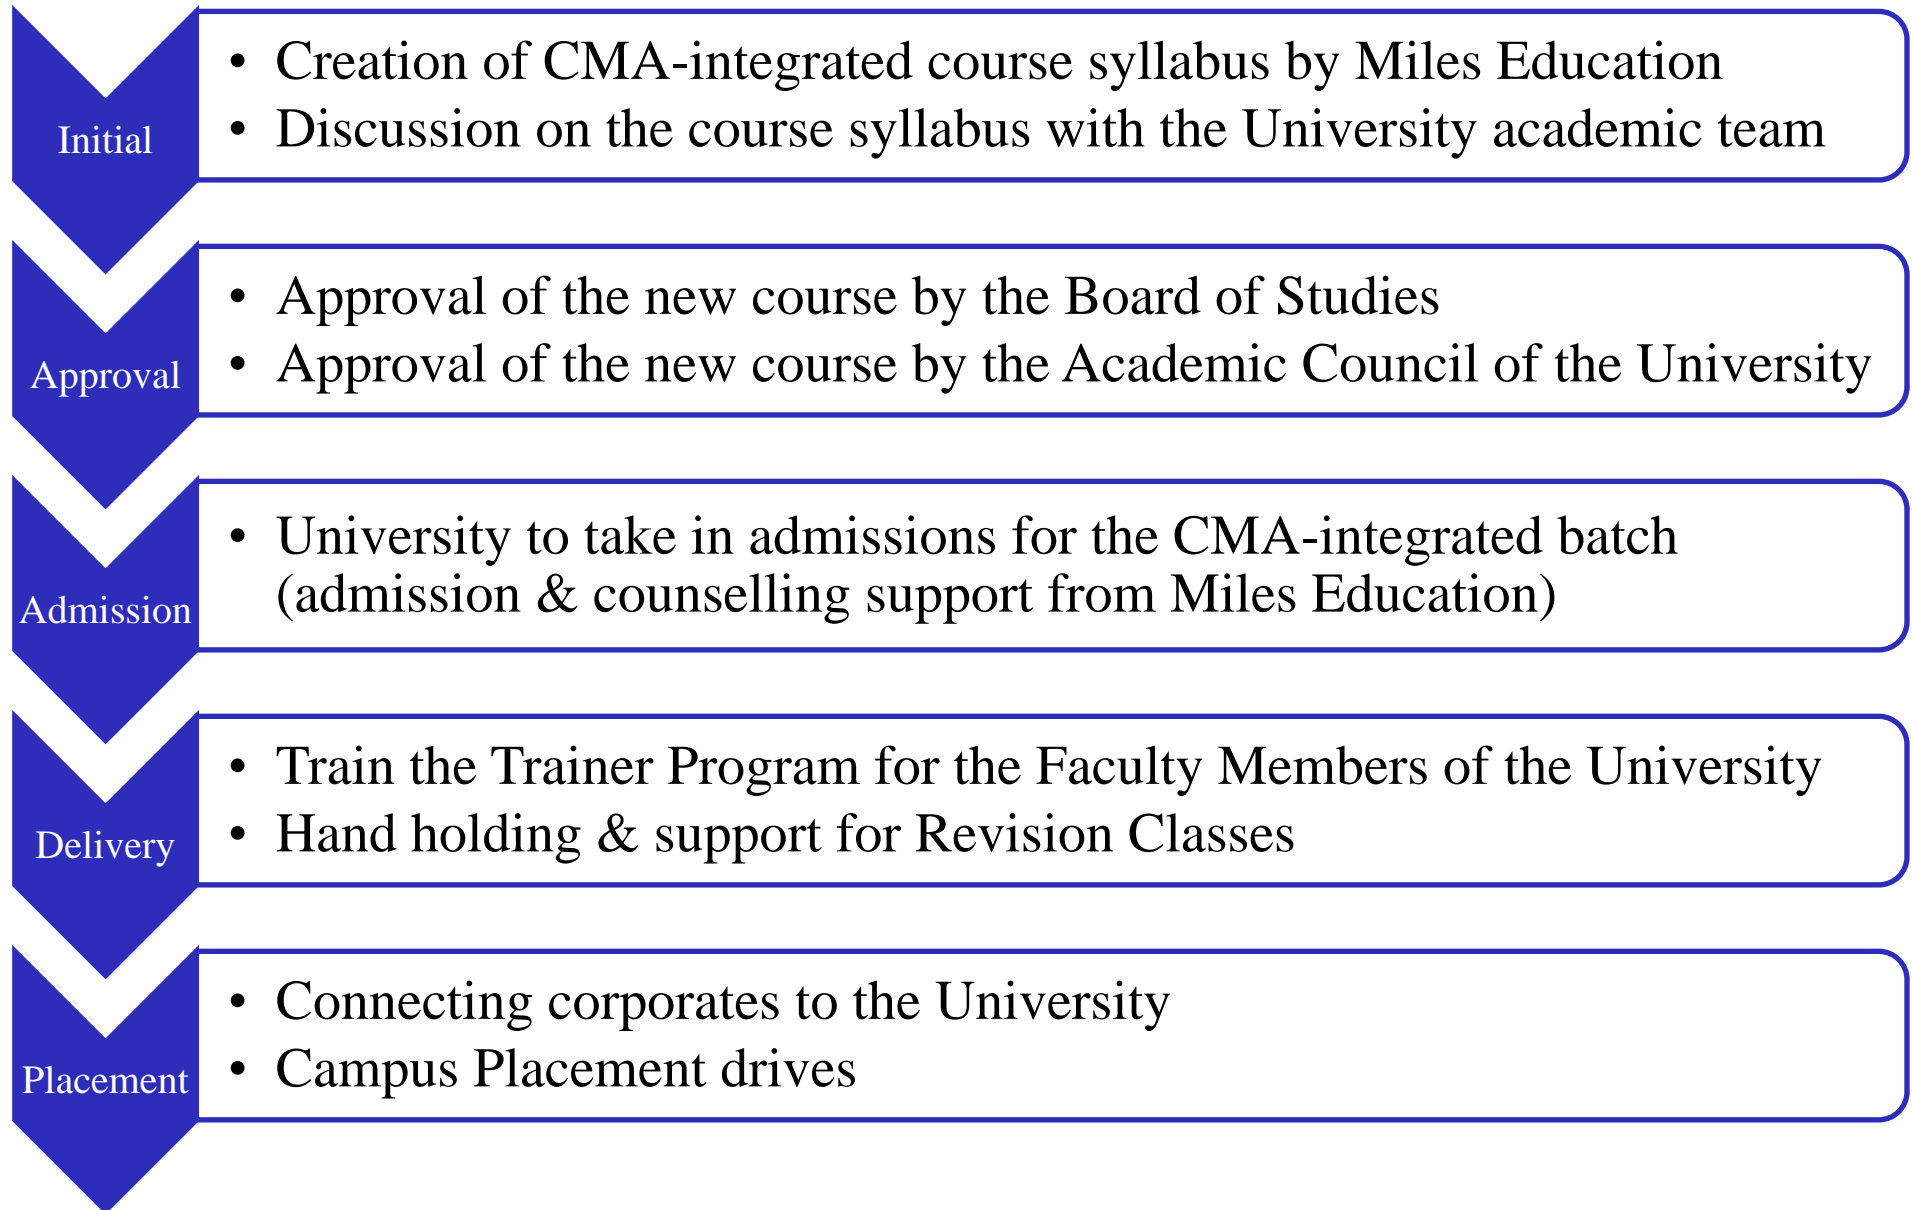 Initial
• Creation of CMA-integrated course syllabus by Miles Education
• Discussion on the course syllabus with the University academic team
Approval
• Approval of the new course by the Board of Studies
• Approval of the new course by the Academic Council of the University
Admission
• University to take in admissions for the CMA-integrated batch
(admission & counselling support from Miles Education)
Delivery
• Train the Trainer Program for the Faculty Members of the University
• Hand holding & support for Revision Classes
Placement
• Connecting corporates to the University
• Campus Placement drives